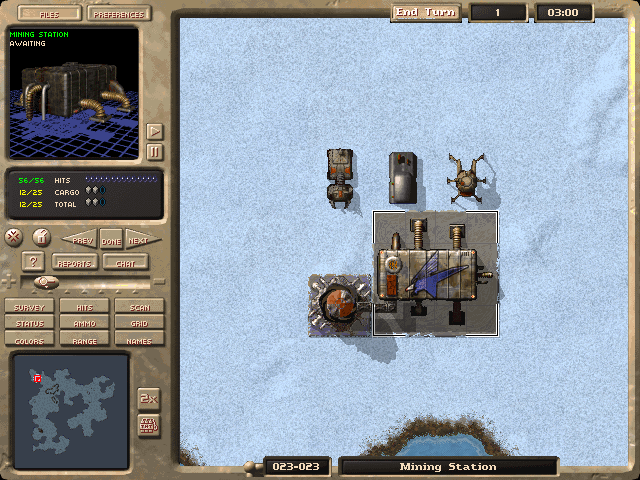 FILES PREFERENCES End Turn 1 03:00
MINING STATION
AWAITING
56/56 HITS
12/25 CARGO
12/25 TOTAL
PREV DONE NEXT
? REPORTS CHAT
SURVEY HITS SCAN
STATUS AMMO GRID
COLORS RANGE NAMES
2x
023-023 Mining Station